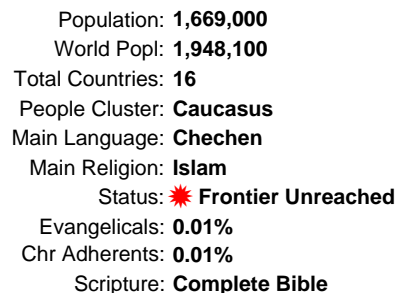 Population: 1,669,000
World Popl: 1,948,100
Total Countries: 16
People Cluster: Caucasus
Main Language: Chechen
Main Religion: Islam
Status: Frontier Unreached
Evangelicals: 0.01%
Chr Adherents: 0.01%
Scripture: Complete Bible